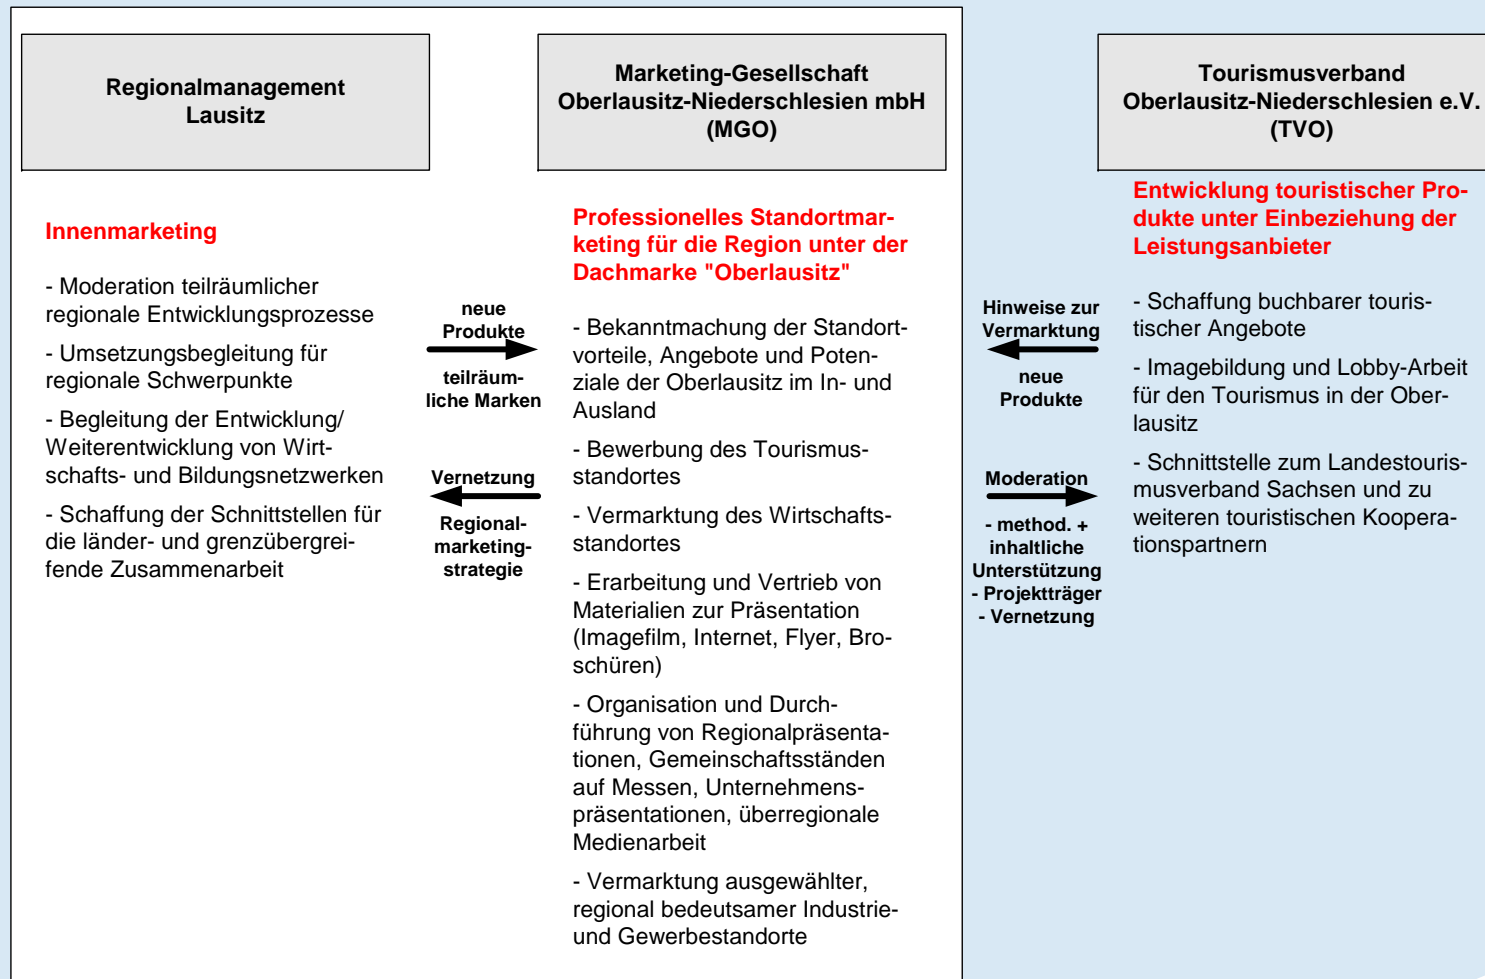 Regionalmanagement
Lausitz
Innenmarketing
- Moderation teilräumlicher
regionale Entwicklungsprozesse
- Umsetzungsbegleitung für
regionale Schwerpunkte
- Begleitung der Entwicklung/
Weiterentwicklung von Wirt-
schafts- und Bildungsnetzwerken
- Schaffung der Schnittstellen für
die länder- und grenzübergrei-
fende Zusammenarbeit
neue
Produkte
teilräum-
liche Marken
Vernetzung
Regional-
marketing-
strategie
Marketing-Gesellschaft
Oberlausitz-Niederschlesien mbH
(MGO)
Professionelles Standortmar-
keting für die Region unter der
Dachmarke "Oberlausitz"
- Bekanntmachung der Standort-
vorteile, Angebote und Poten-
ziale der Oberlausitz im In- und
Ausland
- Bewerbung des Tourismus-
standortes
- Vermarktung des Wirtschafts-
standortes
- Erarbeitung und Vertrieb von
Materialien zur Präsentation
(Imagefilm, Internet, Flyer, Bro-
schüren)
- Organisation und Durch-
führung von Regionalpräsenta-
tionen, Gemeinschaftsständen
auf Messen, Unternehmens-
präsentationen, überregionale
Medienarbeit
- Vermarktung ausgewählter,
regional bedeutsamer Industrie-
und Gewerbestandorte
Hinweise zur
Vermarktung
neue
Produkte
Moderation
- method. +
inhaltliche
Unterstützung
- Projektträger
- Vernetzung
Tourismusverband
Oberlausitz-Niederschlesien e.V.
(TVO)
Entwicklung touristischer Pro-
dukte unter Einbeziehung der
Leistungsanbieter
- Schaffung buchbarer touris-
tischer Angebote
- Imagebildung und Lobby-Arbeit
für den Tourismus in der Ober-
lausitz
- Schnittstelle zum Landestouris-
musverband Sachsen und zu
weiteren touristischen Koopera-
tionspartnern